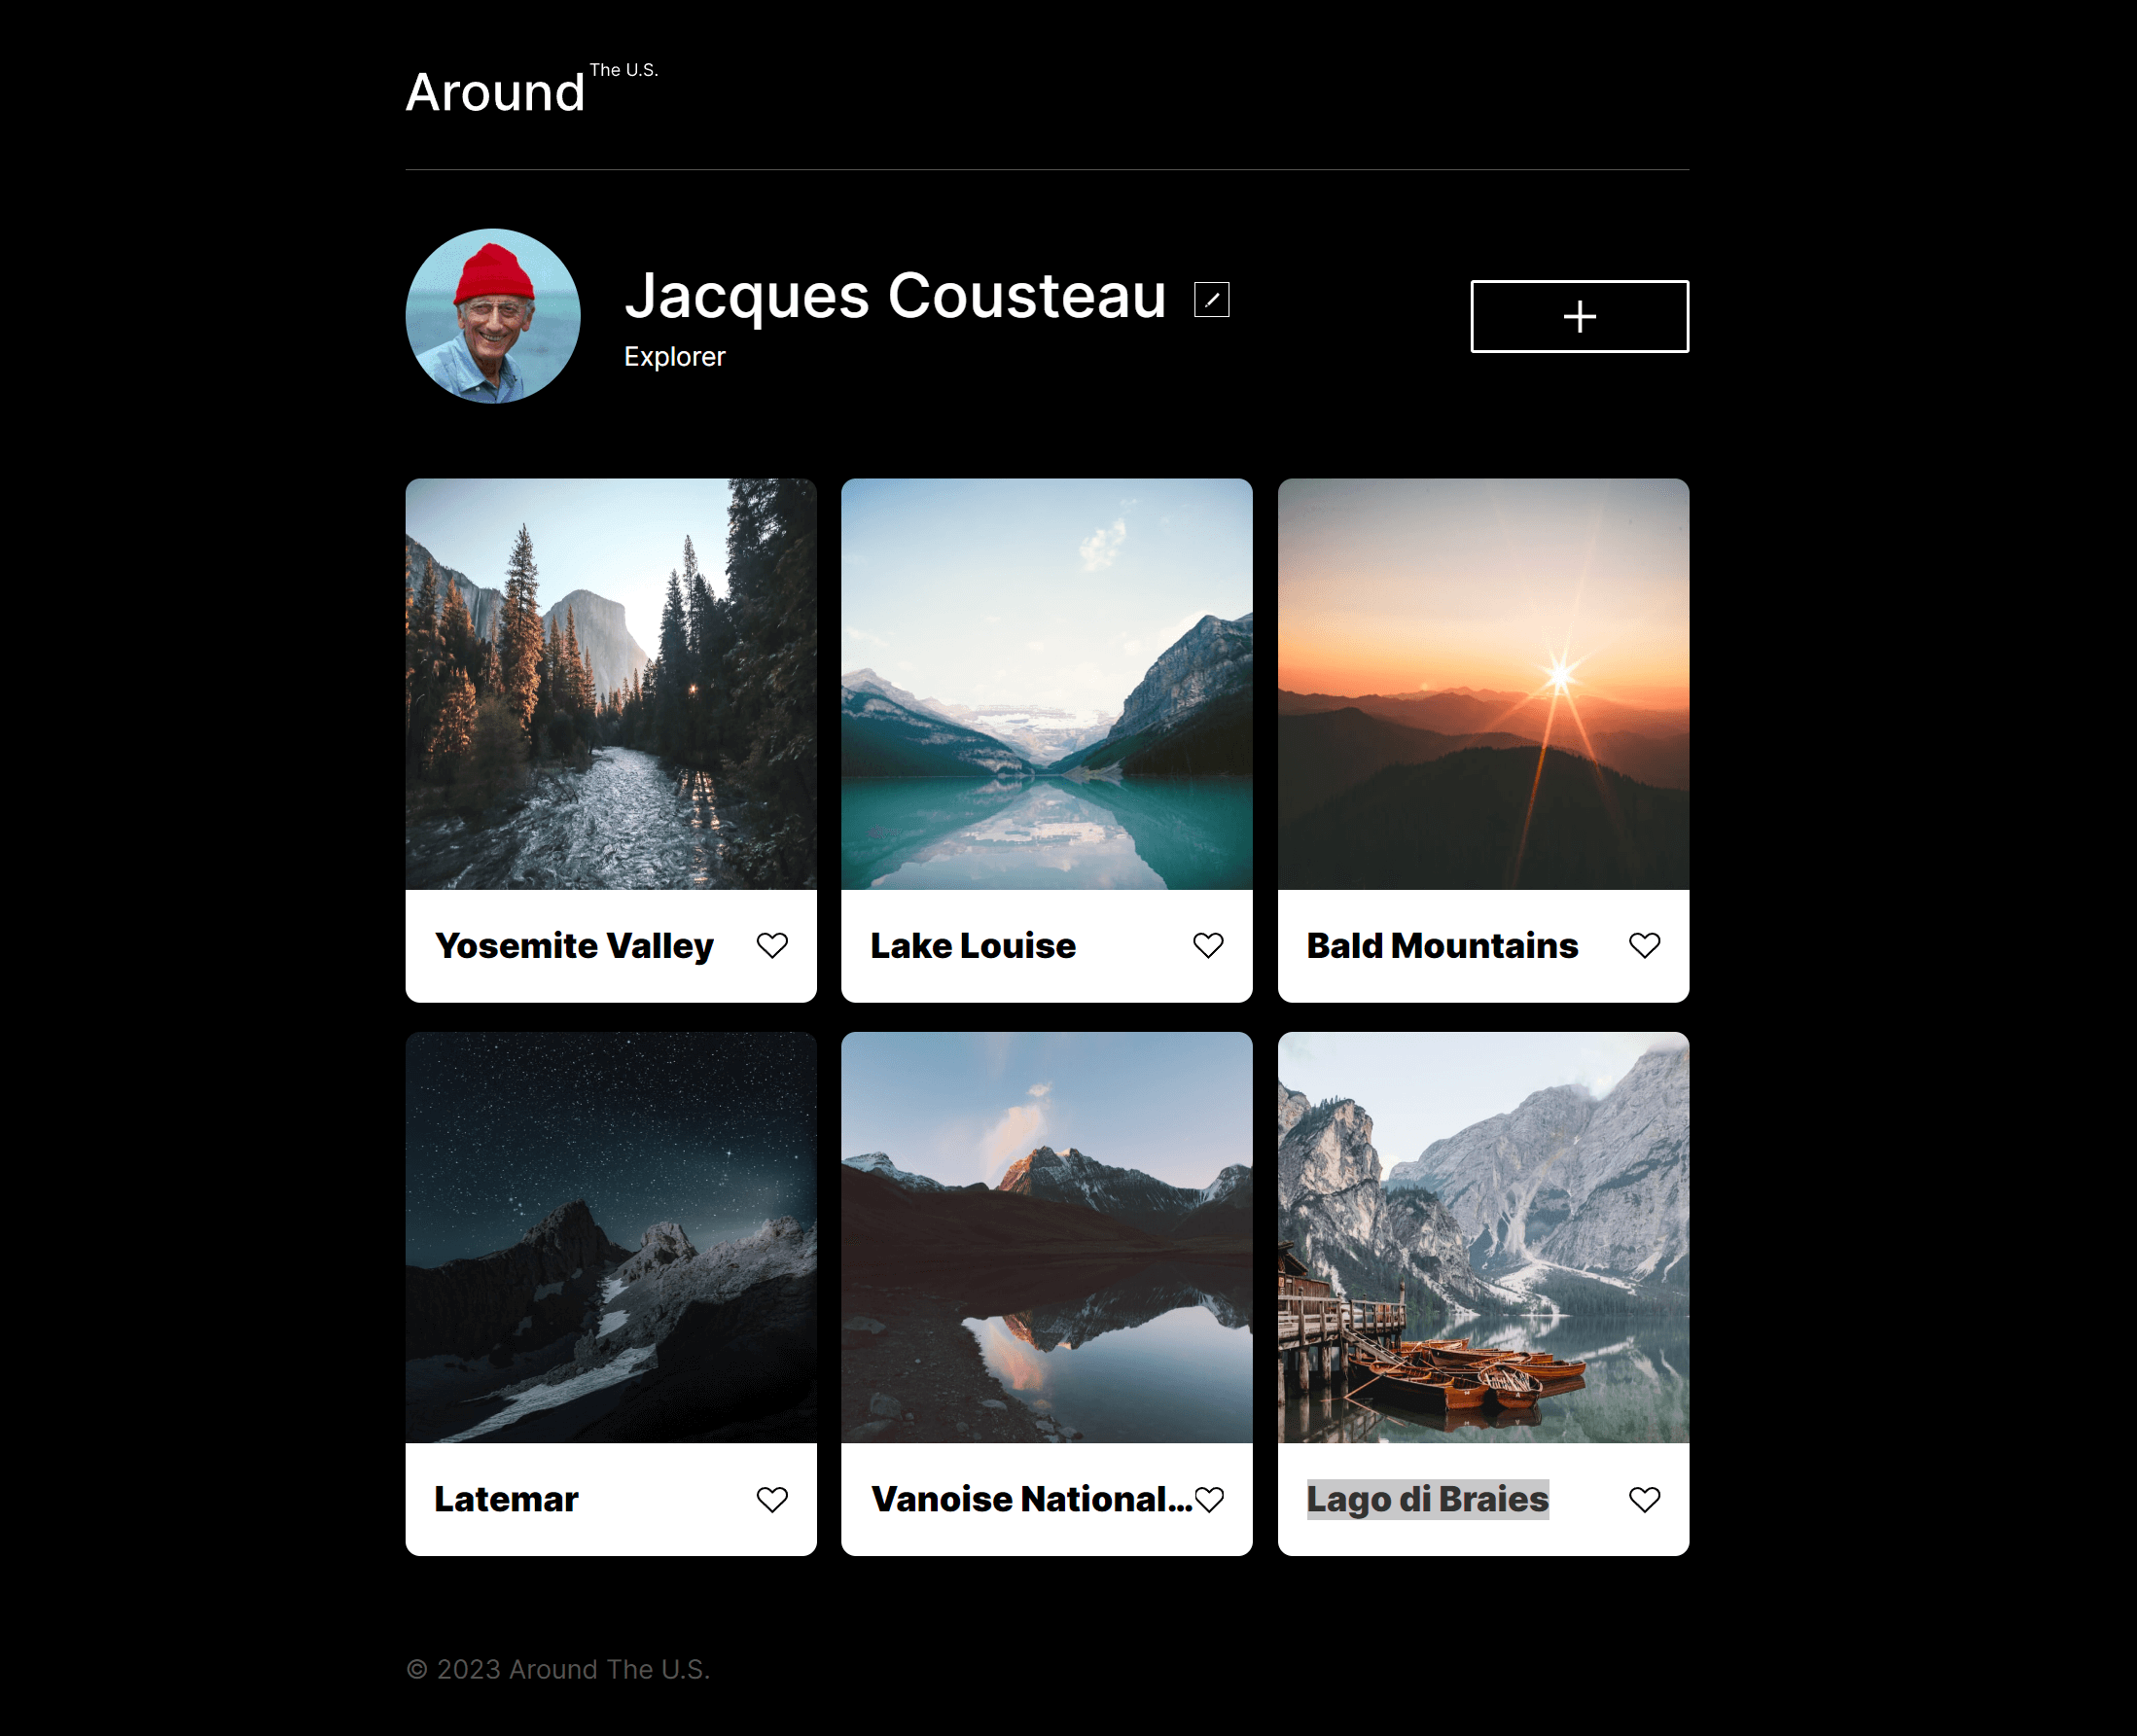 Around The U.S.
Jacques Cousteau
Explorer
Yosemite Valley
Lake Louise
Bald Mountains
Latemar
Vanoise National...
Lago di Braies
© 2023 Around The U.S.